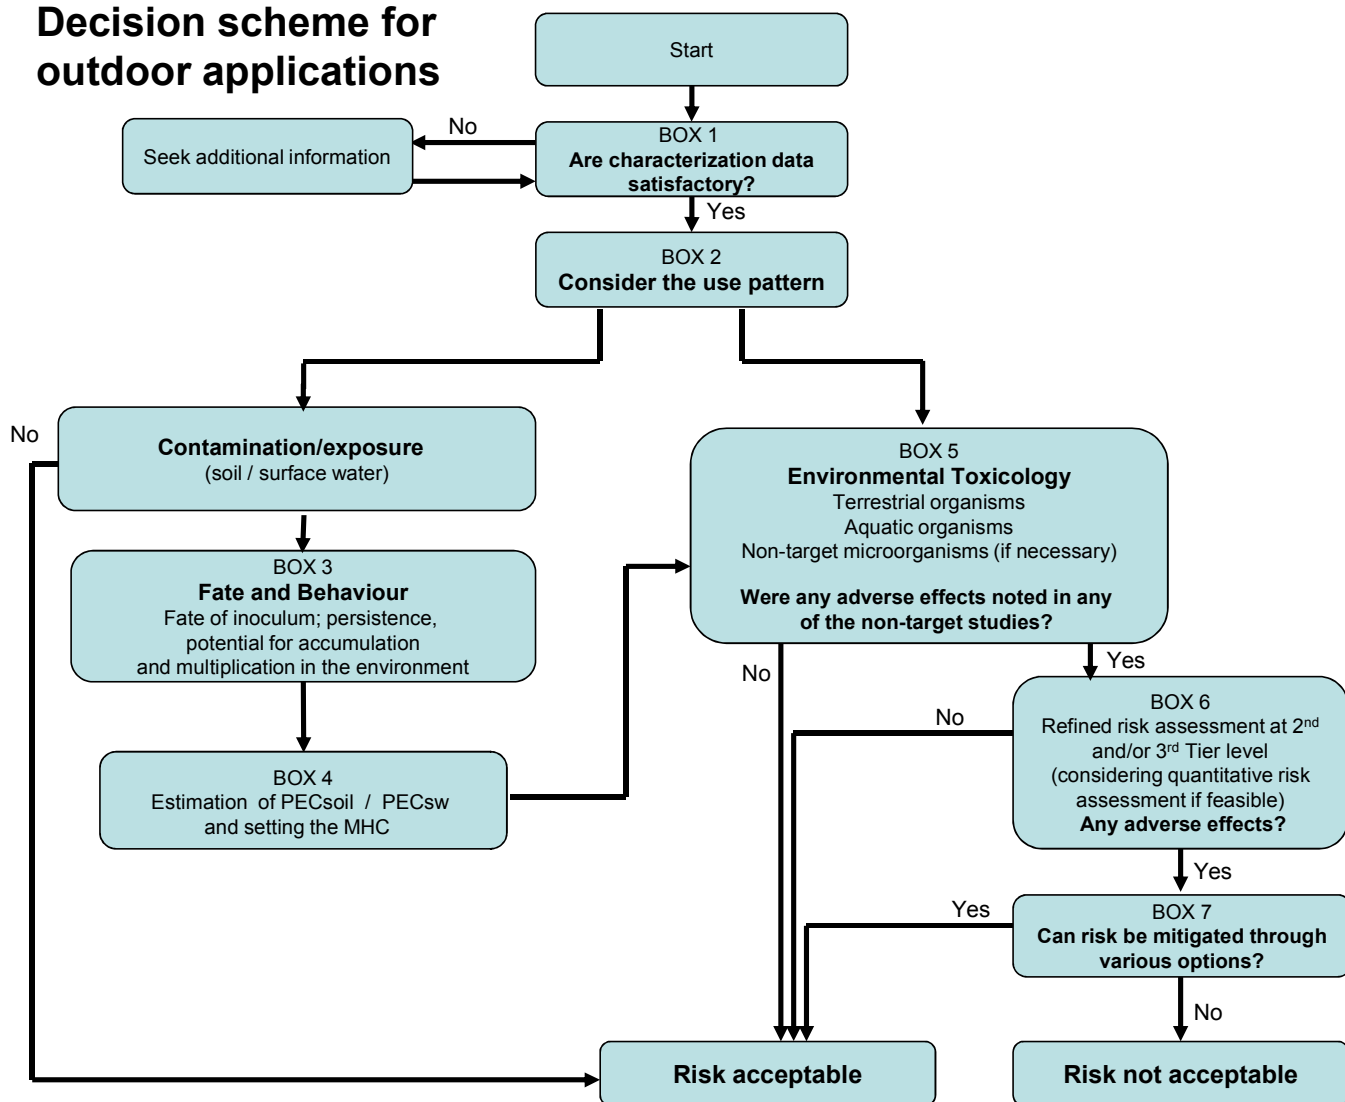 Decision scheme for
outdoor applications
Start
No
Seek additional information
BOX 1
Are characterization data
satisfactory?
Yes
BOX 2
Consider the use pattern
No
Contamination/exposure
(soil / surface water)
BOX 3
Fate and Behaviour
Fate of inoculum; persistence,
potential for accumulation
and multiplication in the environment
BOX 4
Estimation of PECsoil / PECsw
and setting the MHC
BOX 5
Environmental Toxicology
Terrestrial organisms
Aquatic organisms
Non-target microorganisms (if necessary)
Were any adverse effects noted in any
of the non-target studies?
No
Yes
No
BOX 6
Refined risk assessment at 2nd
and/or 3rd Tier level
(considering quantitative risk
assessment if feasible)
Any adverse effects?
Yes
Yes
BOX 7
Can risk be mitigated through
various options?
No
Risk acceptable
Risk not acceptable